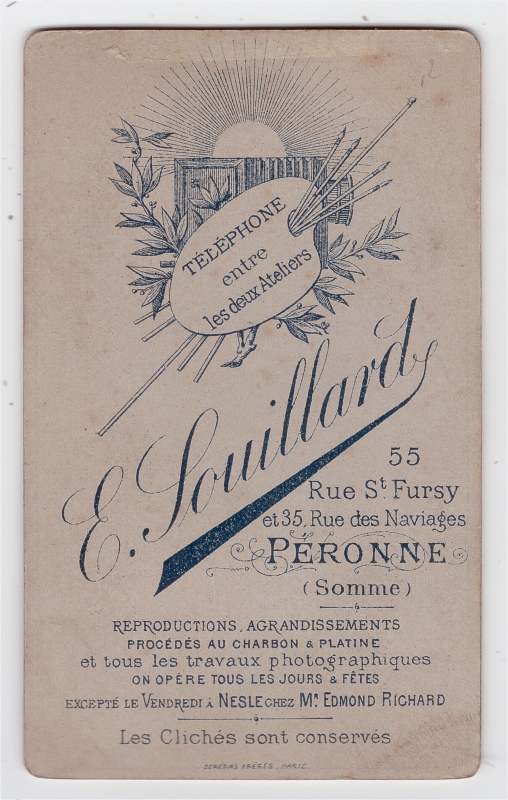 TÉLÉPHONE
entre
les deux Ateliers
E. Souillard
55
Rue St Fursy
et 35, Rue des Naviages
PÉRONNE
(Somme)
REPRODUCTIONS, AGRANDISSEMENTS
PROCÉDÉS AU CHARBON & PLATINE
et tous les travaux photographiques
ON OPÈRE TOUS LES JOURS & FÊTES
EXCEPTÉ LE VENDREDI À NESLE CHEZ MR EDMOND RICHARD
Les Clichés sont conservés
FRÈRES, PARIS